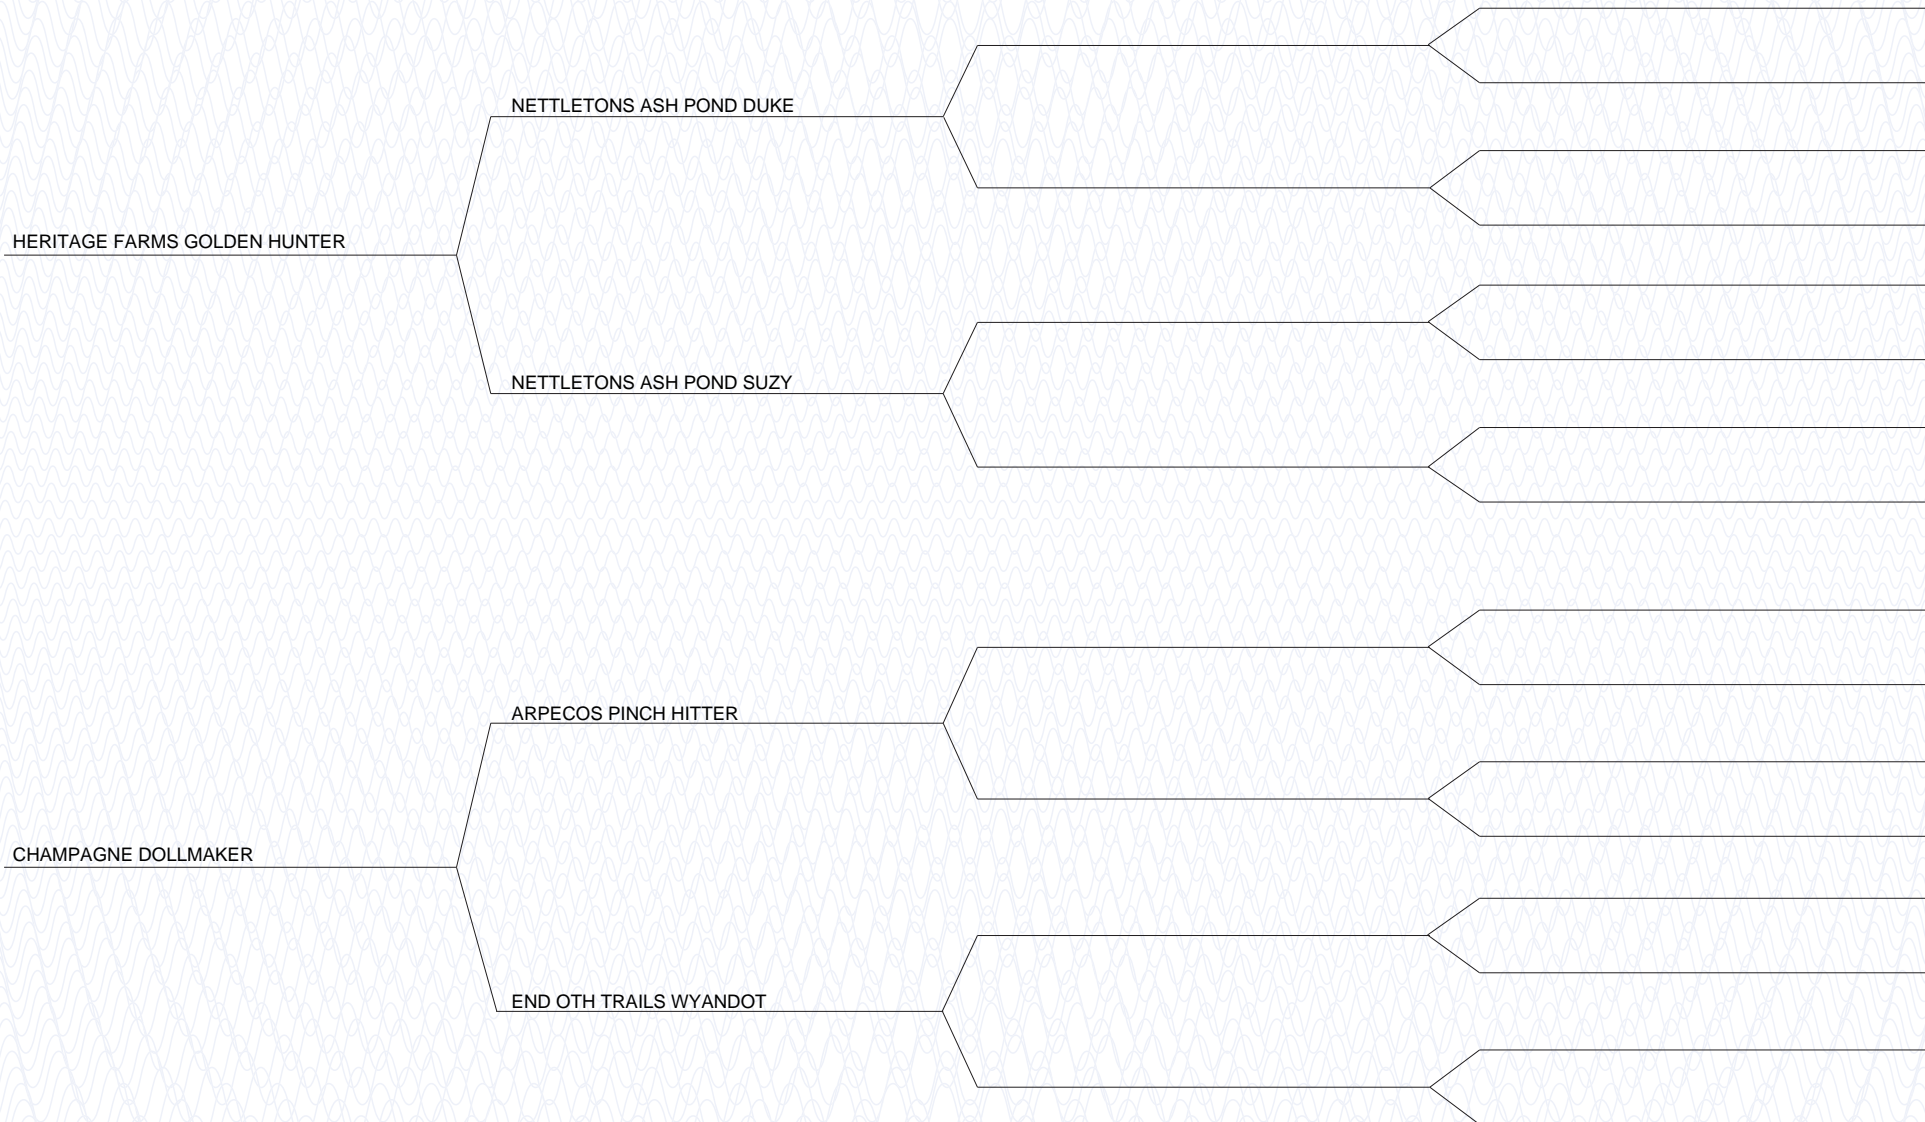 NETTLETONS ASH POND DUKE
HERITAGE FARMS GOLDEN HUNTER
NETTLETONS ASH POND SUZY
ARPECOS PINCH HITTER
CHAMPAGNE DOLLMAKER
END OTH TRAILS WYANDOT